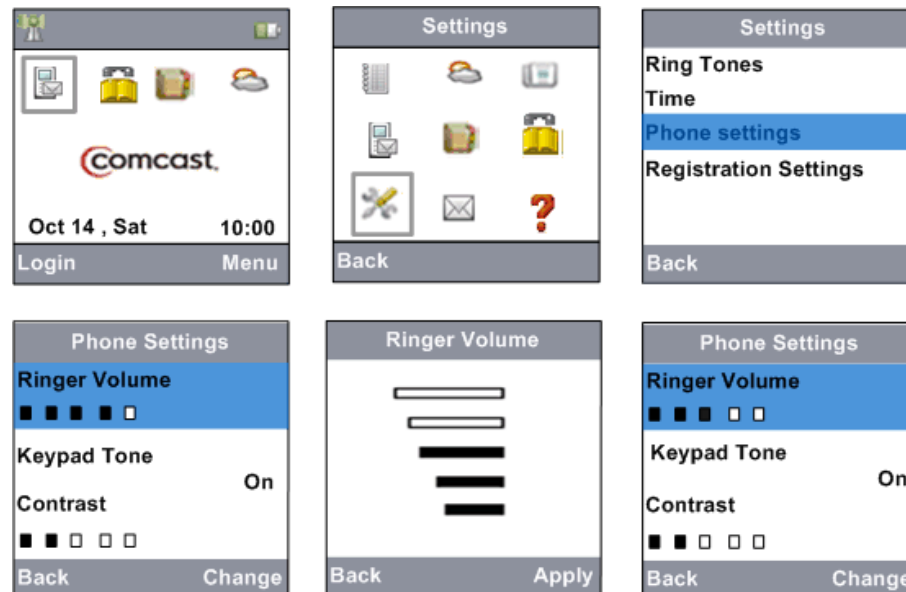 Comcast.
Oct 14 , Sat 10:00
Login Menu
Settings
Back
Settings
Ring Tones
Time
Phone settings
Registration Settings
Back
Phone Settings
Ringer Volume
Keypad Tone
On
Contrast
Back Change
Ringer Volume
Back Apply
Phone Settings
Ringer Volume
Keypad Tone
On
Contrast
Back Change